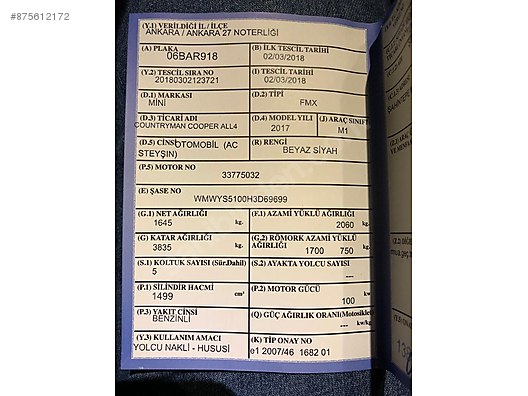 #875612172
(Y.1) VERİLDİĞİ İL / İLÇE
ANKARA / ANKARA 27 NOTERLİĞİ
(A) PLAKA (B) İLK TESCİL TARİHİ
06BAR918 02/03/2018
(Y.2) TESCİL SIRA NO (I) TESCİL TARİHİ
20180302123721 02/03/2018
(D.1) MARKASI (D.2) TİPİ
MİNİ FMX
(D.3) TİCARİ ADI (D.4) MODEL YILI (J) ARAÇ SINIFI
COUNTRYMAN COOPER ALL4 2017 M1
(D.5) CİNSİ OTOMOBİL (AC (R) RENGİ
STEYŞIN) BEYAZ SİYAH
(P.5) MOTOR NO
33775032
(E) ŞASE NO
WMWYS5100H3D69699
(G.1) NET AĞIRLIĞI (F.1) AZAMİ YÜKLÜ AĞIRLIĞI
1645 kg. 2060 kg.
(G) KATAR AĞIRLIĞI (G.2) RÖMORK AZAMİ YÜKLÜ
AĞIRLIĞI
3835 kg. 1700 750 kg.
(S.1) KOLTUK SAYISI (Sür.Dahil) (S.2) AYAKTA YOLCU SAYISI
5 ---
(P.1) SİLİNDİR HACMİ (P.2) MOTOR GÜCÜ
1499 cm³ 100 kw
(P.3) YAKIT CİNSİ (Q) GÜÇ AĞIRLIK ORANI(Motosiklet)
BENZİNLİ --- kw/kg
(Y.3) KULLANIM AMACI (K) TİP ONAY NO
YOLCU NAKLİ - HUSUSİ e1 2007/46 1682 01